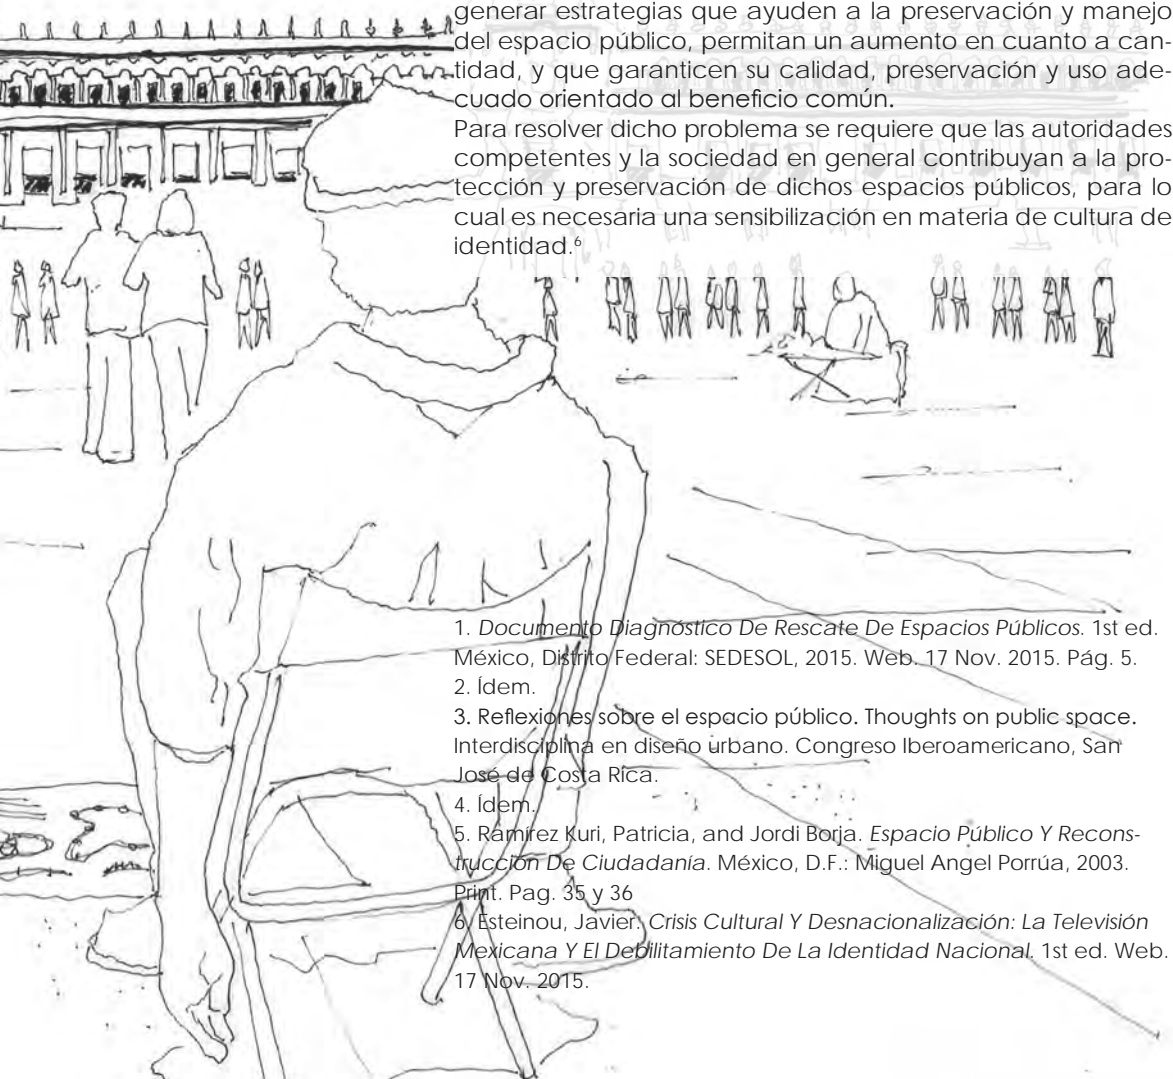 generar estrategias que ayuden a la preservación y manejo
del espacio público, permitan un aumento en cuanto a can-
tidad, y que garanticen su calidad, preservación y uso ade-
cuado orientado al beneficio común.
Para resolver dicho problema se requiere que las autoridades
competentes y la sociedad en general contribuyan a la pro-
tección y preservación de dichos espacios públicos, para lo
cual es necesaria una sensibilización en materia de cultura de
identidad.⁶
1. Documento Diagnóstico De Rescate De Espacios Públicos. 1st ed.
México, Distrito Federal: SEDESOL, 2015. Web. 17 Nov. 2015. Pág. 5.
2. Ídem.
3. Reflexiones sobre el espacio público. Thoughts on public space.
Interdisciplina en diseño urbano. Congreso Iberoamericano, San
José de Costa Rica.
4. Ídem.
5. Ramírez Kuri, Patricia, and Jordi Borja. Espacio Público Y Recons-
trucción De Ciudadanía. México, D.F.: Miguel Angel Porrúa, 2003.
Print. Pag. 35 y 36
6. Esteinou, Javier. Crisis Cultural Y Desnacionalización: La Televisión
Mexicana Y El Debilitamiento De La Identidad Nacional. 1st ed. Web.
17 Nov. 2015.